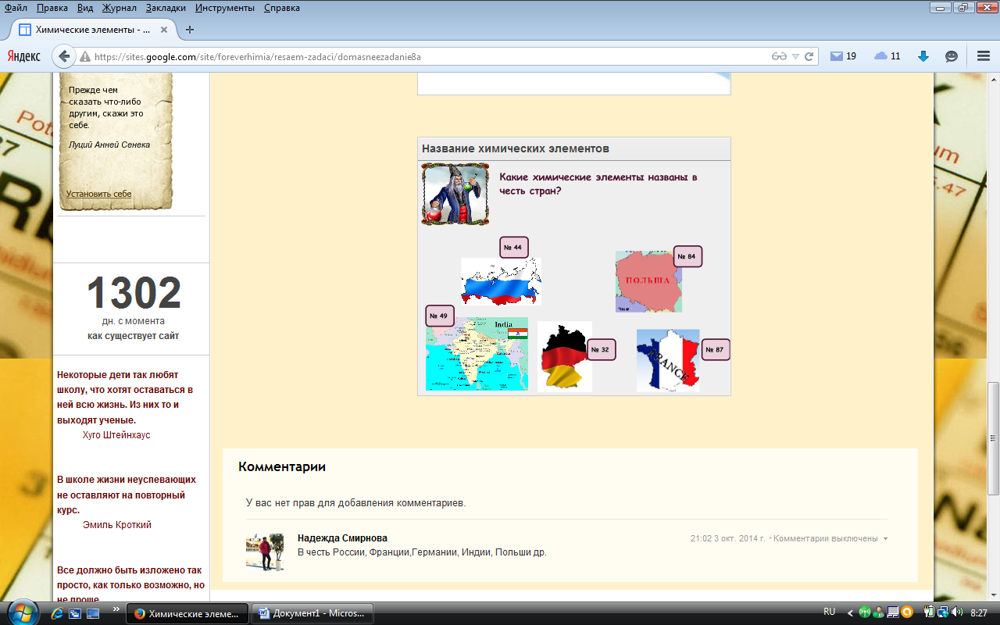 Файл Правка Вид Журнал Закладки Инструменты Справка
Химические элементы - ...
Яндекс
https://sites.google.com/site/foreverhimia/resaem-zadaci/domasneezadanie8a
19
11
Прежде чем
сказать что-либо
другим, скажи это
себе.
Луций Анней Сенека
Установить себе
1302
дн. с момента
как существует сайт
Некоторые дети так любят
школу, что хотят оставаться в
ней всю жизнь. Из них то и
выходят ученые.
Хуго Штейнхаус
В школе жизни неуспевающих
не оставляют на повторный
курс.
Эмиль Кроткий
Все должно быть изложено так
просто, как только возможно, но
не проще.
Название химических элементов
Какие химические элементы названы в
честь стран?
№ 44
№ 84
ПОЛЬША
№ 49
India
№ 32
№ 87
FRANCE
Комментарии
У вас нет прав для добавления комментариев.
Надежда Смирнова
21:02 3 окт. 2014 г. • Комментарии выключены
В честь России, Франции,Германии, Индии, Польши др.
Химические элеме...
Документ1 - Micros...
RU
8:27